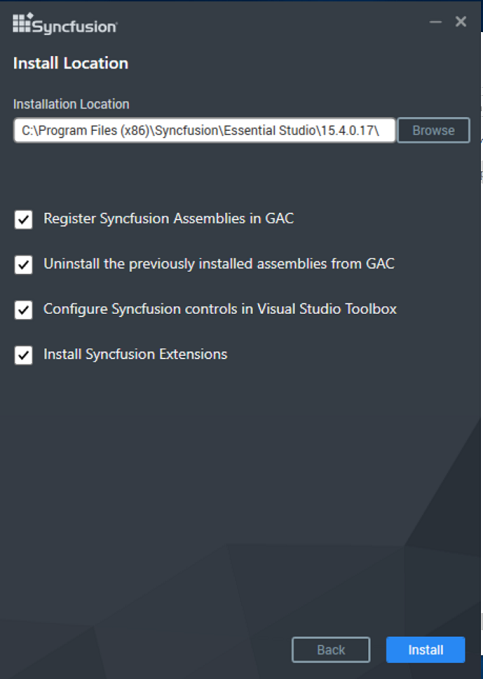 Syncfusion
Install Location
Installation Location
C:\Program Files (x86)\Syncfusion\Essential Studio\15.4.0.17\
Browse
Register Syncfusion Assemblies in GAC
Uninstall the previously installed assemblies from GAC
Configure Syncfusion controls in Visual Studio Toolbox
Install Syncfusion Extensions
Back
Install